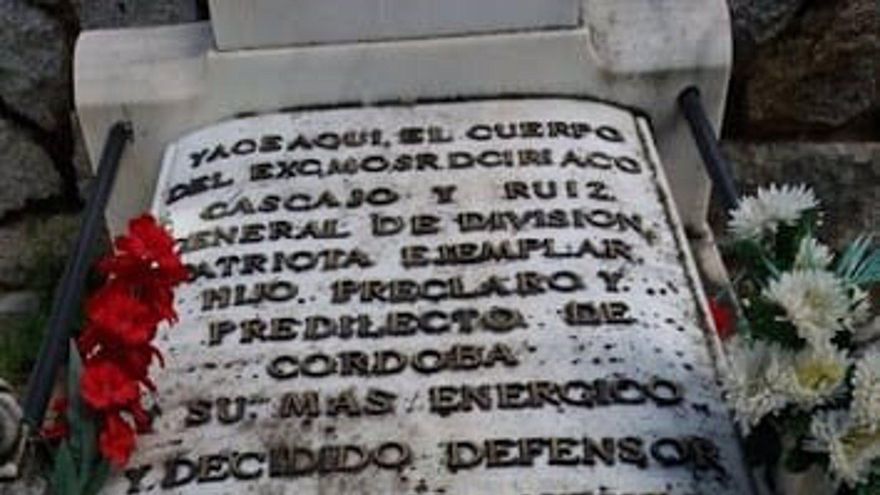 YACE AQUI, EL CUERPO
DEL EXCMO SR D CIRIACO
CASCAJO Y RUIZ.
GENERAL DE DIVISION,
PATRIOTA EJEMPLAR,
HIJO. PRECLARO Y.
PREDILECTO DE
CORDOBA
SU. MAS ENERGICO
Y DECIDIDO DEFENSOR